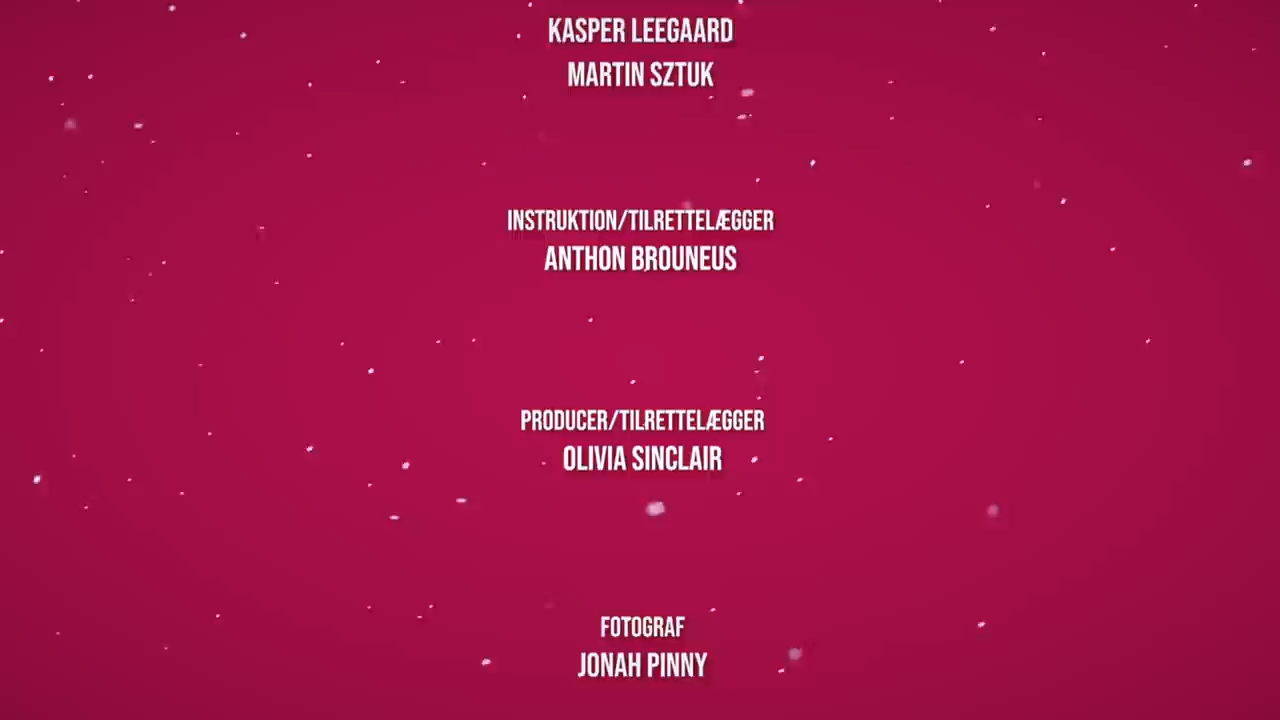 KASPER LEEGAARD
MARTIN SZTUK
INSTRUKTION/TILRETTELÆGGER
ANTHON BROUNEUS
PRODUCER/TILRETTELÆGGER
OLIVIA SINCLAIR
FOTOGRAF
JONAH PINNY